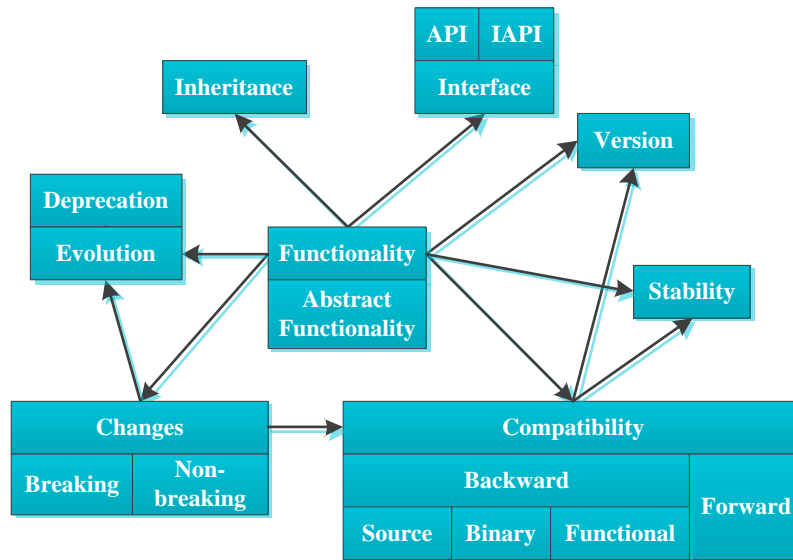 API
IAPI
Inheritance
Interface
Version
Deprecation
Evolution
Functionality
Abstract
Functionality
Stability
Changes
Compatibility
Breaking
Non-
breaking
Backward
Forward
Source
Binary
Functional